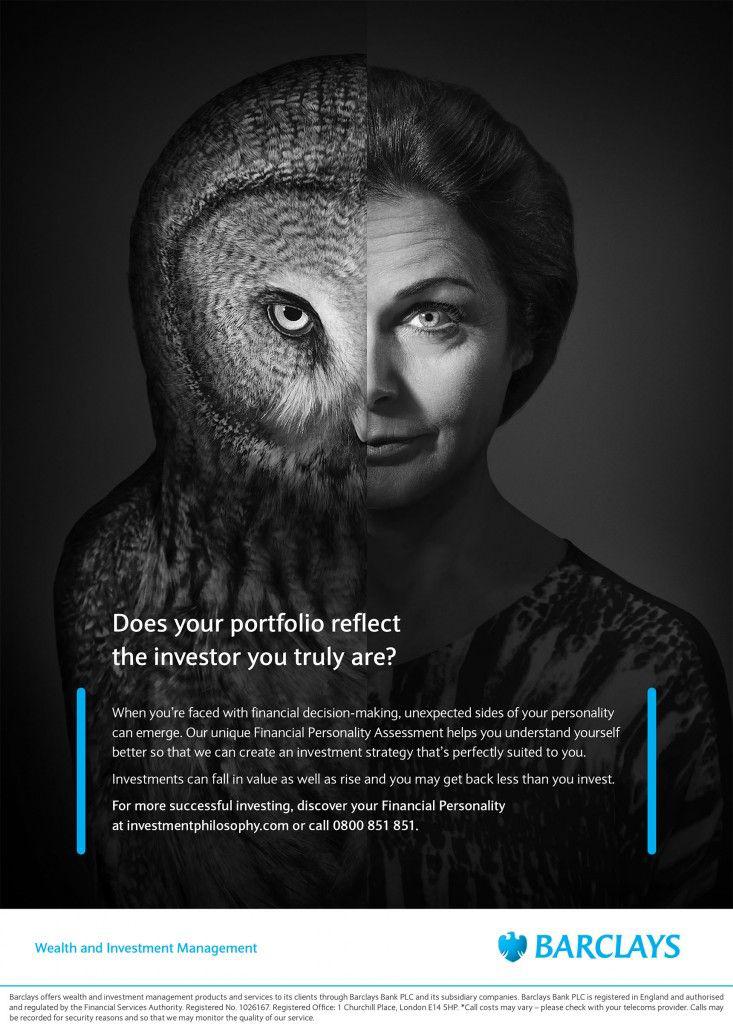 Does your portfolio reflect
the investor you truly are?
When you're faced with financial decision-making, unexpected sides of your personality
can emerge. Our unique Financial Personality Assessment helps you understand yourself
better so that we can create an investment strategy that's perfectly suited to you.
Investments can fall in value as well as rise and you may get back less than you invest.
For more successful investing, discover your Financial Personality
at investmentphilosophy.com or call 0800 851 851.
Wealth and Investment Management
BARCLAYS
Barclays offers wealth and investment management products and services to its clients through Barclays Bank PLC and its subsidiary companies. Barclays Bank PLC is registered in England and authorised
and regulated by the Financial Services Authority. Registered No. 1026167. Registered Office: 1 Churchill Place, London E14 5HP. *Call costs may vary – please check with your telecoms provider. Calls may
be recorded for security reasons and so that we may monitor the quality of our service.